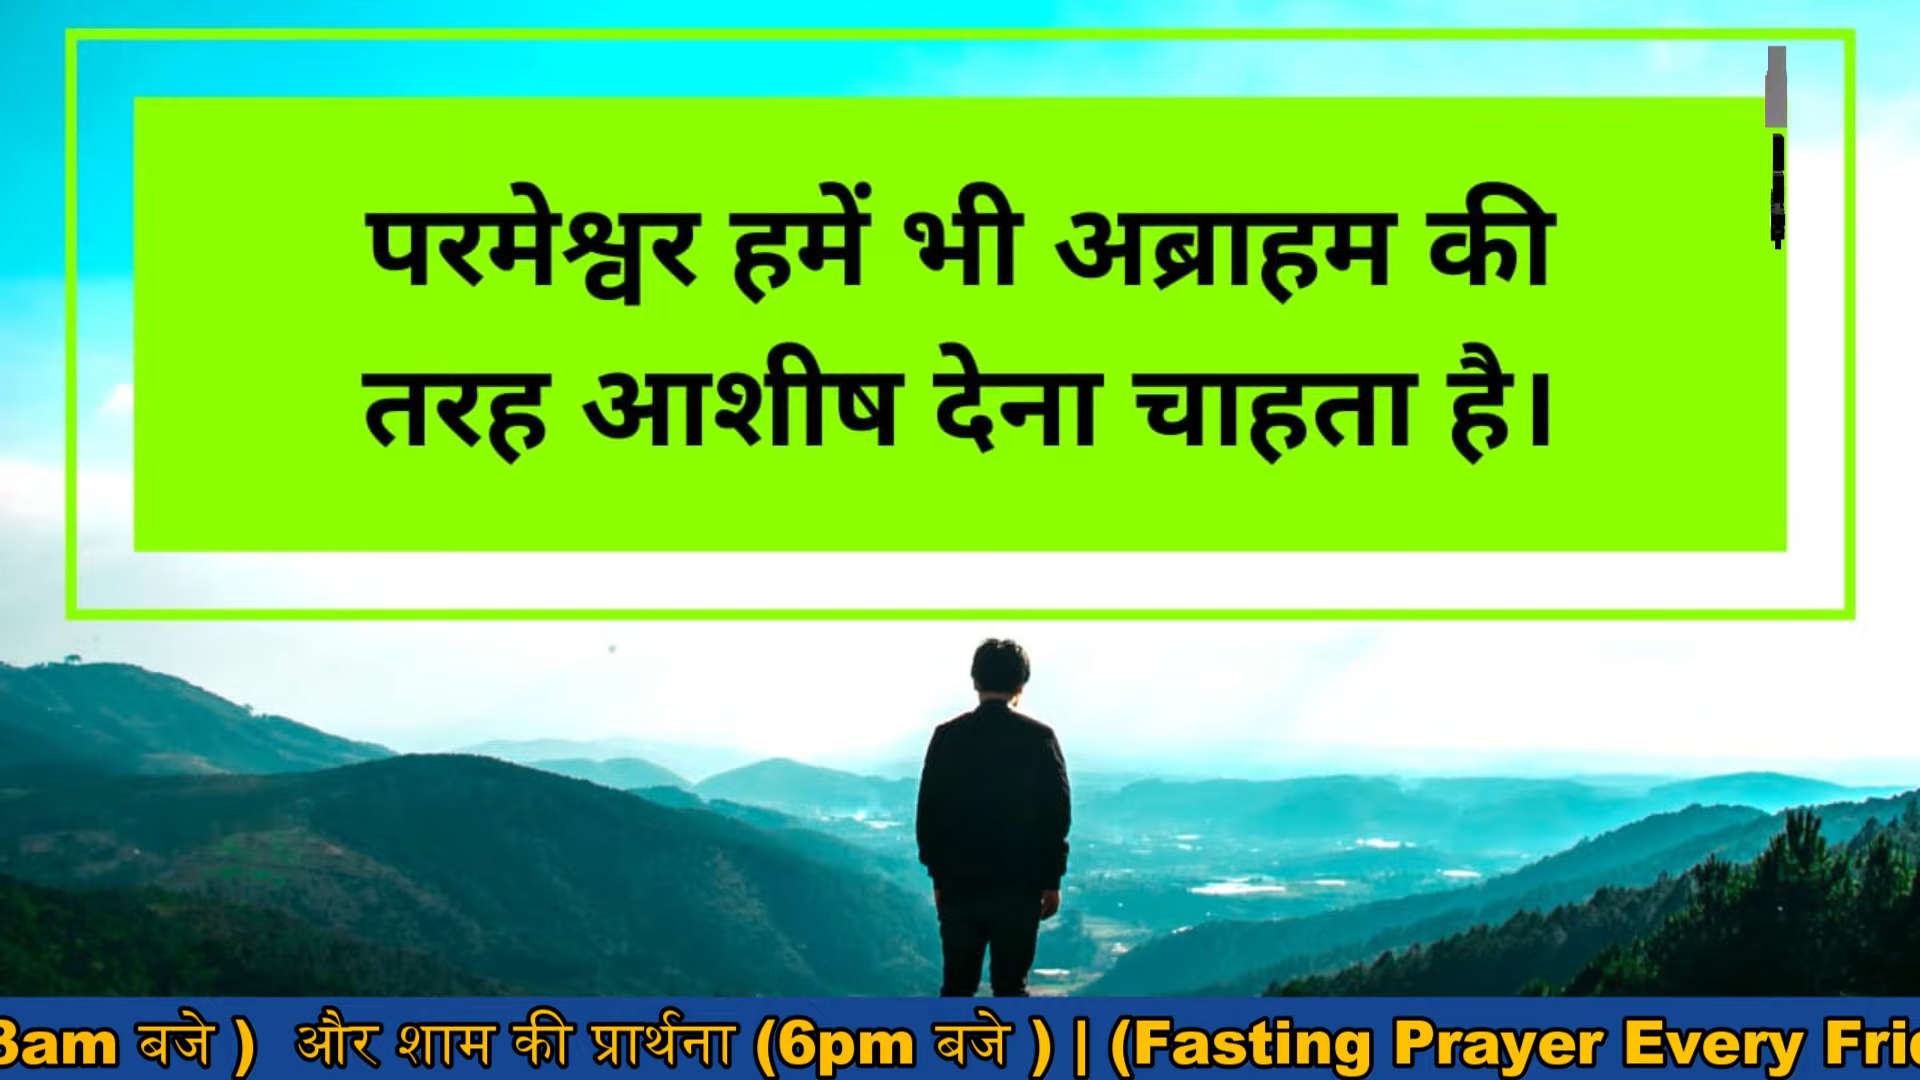 परमेश्वर हमें भी अब्राहम की
तरह आशीष देना चाहता है।
बजे ) और शाम की प्रार्थना (6pm बजे ) | (Fasting Prayer Every